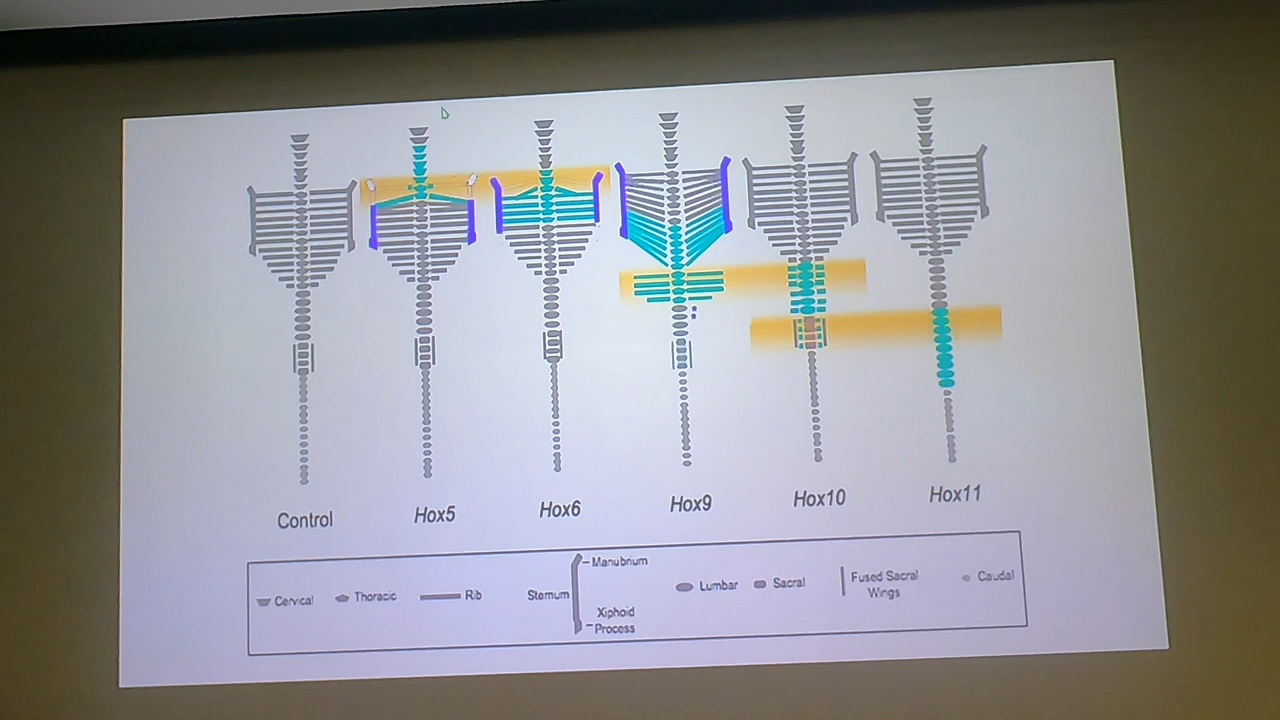 Control
Hox5
Hox6
Hox9
Hox10
Hox11
Cervical
Thoracic
Rib
Sternum
Manubrium
Xiphoid
Process
Lumbar
Sacral
Fused Sacral
Wings
Caudal